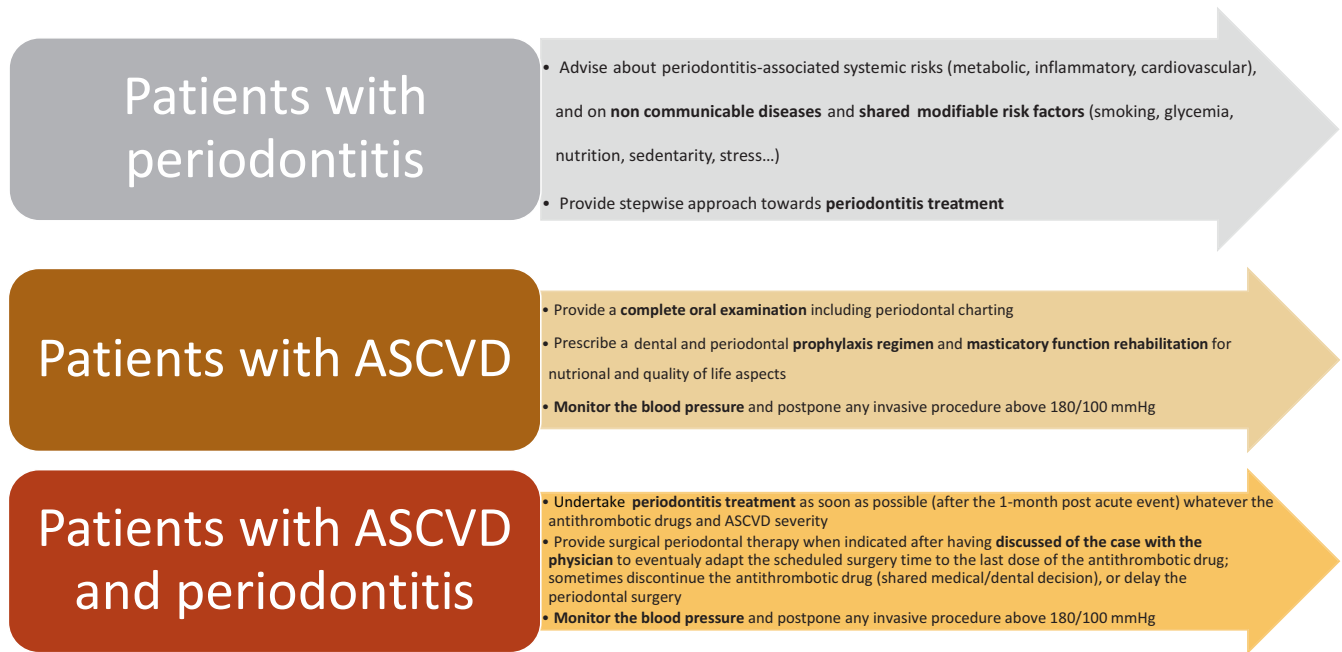 Patients with
periodontitis
• Advise about periodontitis-associated systemic risks (metabolic, inflammatory, cardiovascular),
and on non communicable diseases and shared modifiable risk factors (smoking, glycemia,
nutrition, sedentarity, stress…)
• Provide stepwise approach towards periodontitis treatment
Patients with ASCVD
• Provide a complete oral examination including periodontal charting
• Prescribe a dental and periodontal prophylaxis regimen and masticatory function rehabilitation for
nutrional and quality of life aspects
• Monitor the blood pressure and postpone any invasive procedure above 180/100 mmHg
Patients with ASCVD
and periodontitis
• Undertake periodontitis treatment as soon as possible (after the 1-month post acute event) whatever the
antithrombotic drugs and ASCVD severity
• Provide surgical periodontal therapy when indicated after having discussed of the case with the
physician to eventualy adapt the scheduled surgery time to the last dose of the antithrombotic drug;
sometimes discontinue the antithrombotic drug (shared medical/dental decision), or delay the
periodontal surgery
• Monitor the blood pressure and postpone any invasive procedure above 180/100 mmHg